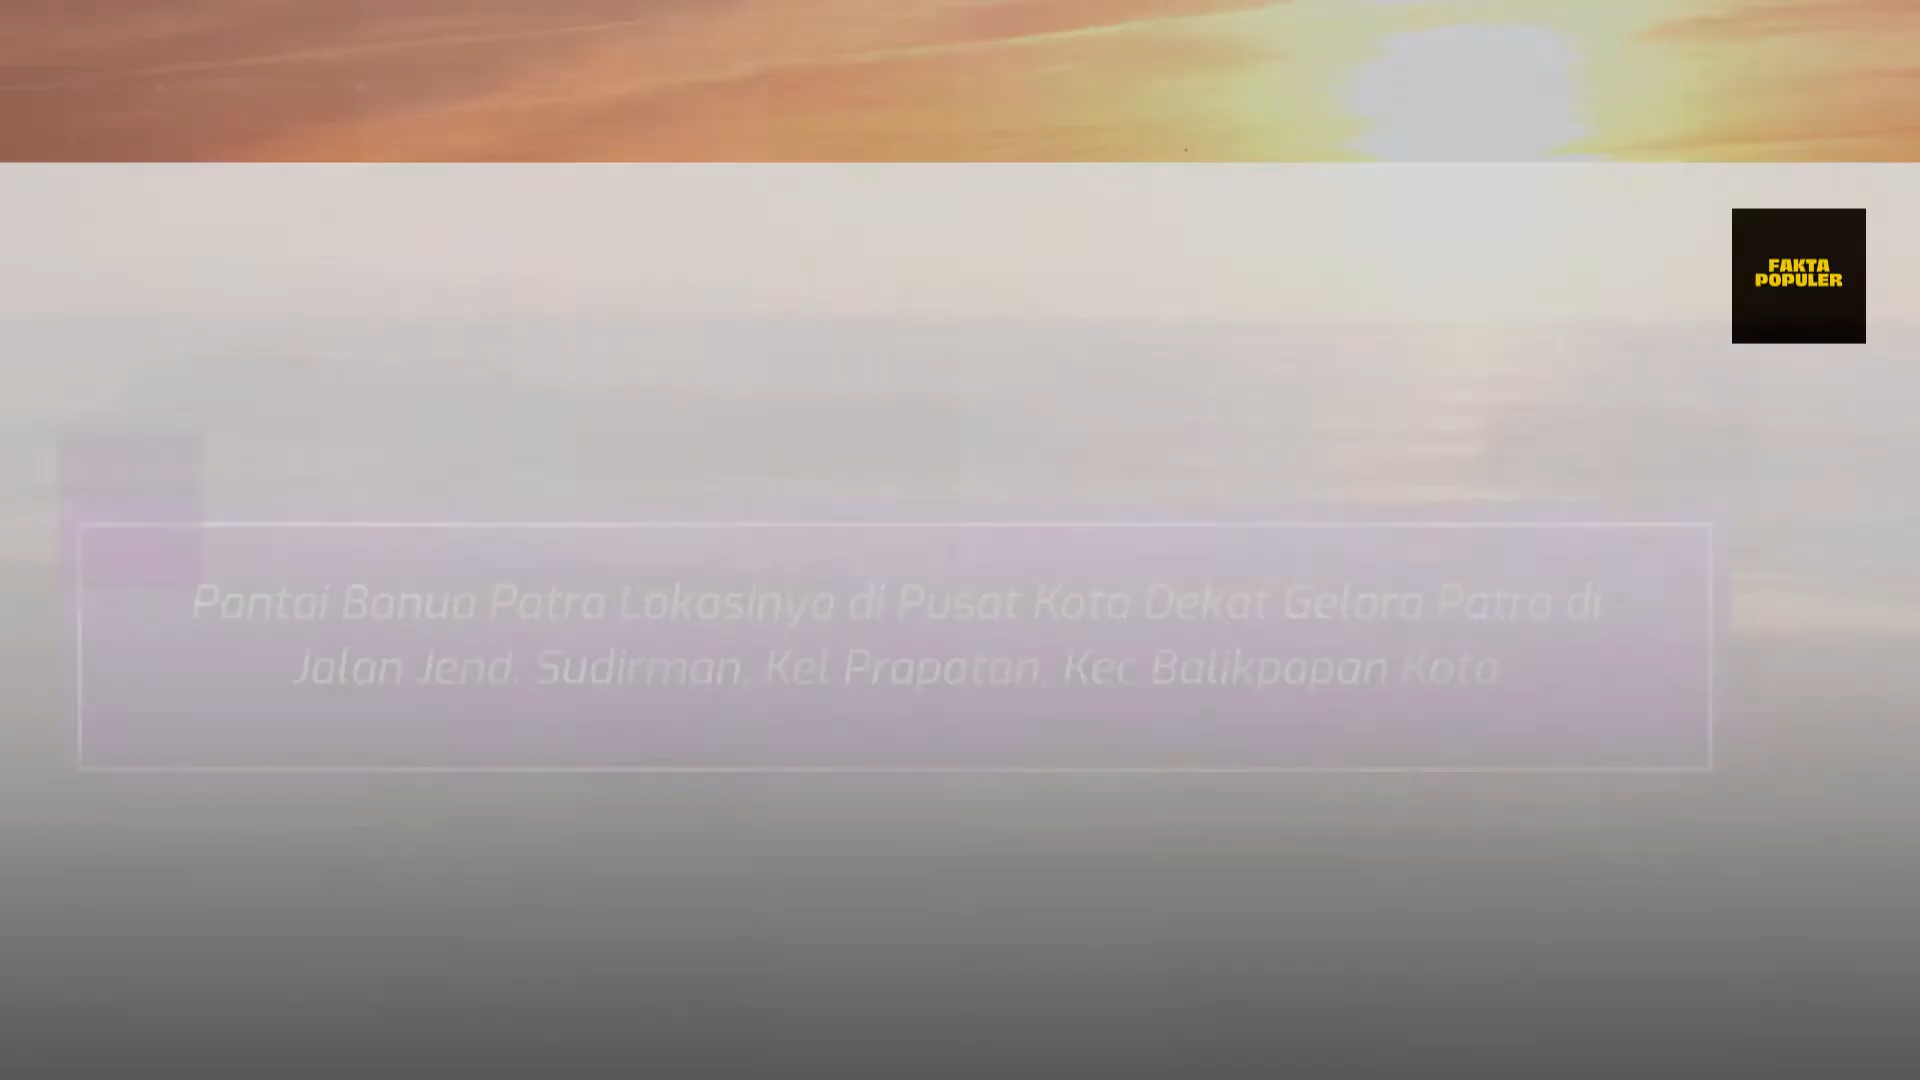 FAKTA
POPULER
Pantai Banua Patra Lokasinya di Pusat Kota Dekat Gelora Patra di
Jalan Jend. Sudirman, Kel Prapatan, Kec Balikpapan Kota